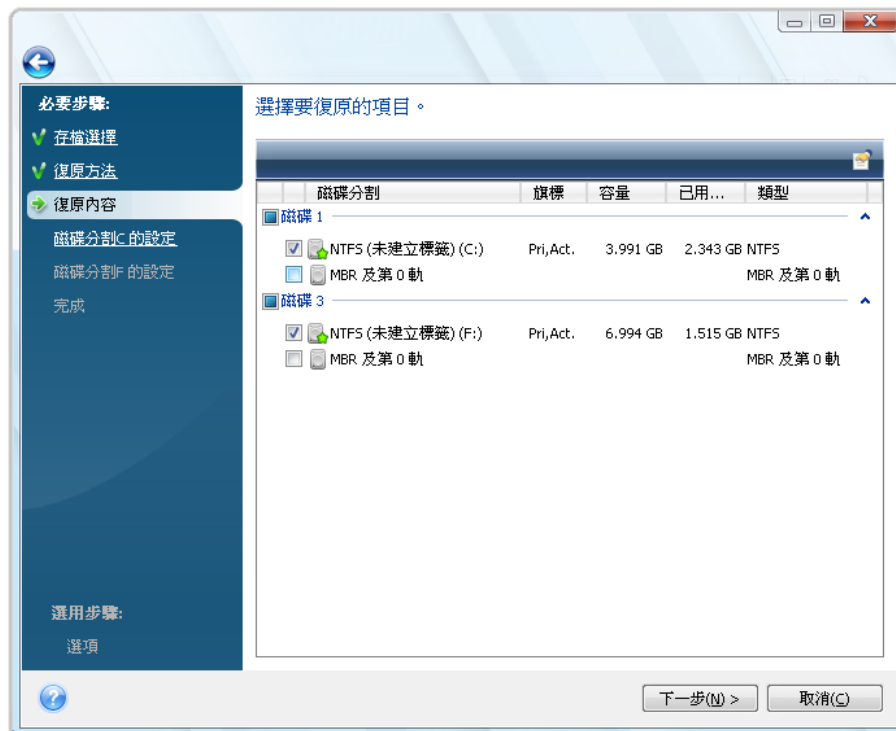 必要步驟:
存檔選擇
復原方法
復原內容
磁碟分割C 的設定
磁碟分割F 的設定
完成
選用步驟:
選項
選擇要復原的項目。
磁碟分割 旗標 容量 已用... 類型
磁碟 1
NTFS (未建立標籤) (C:) Pri,Act. 3.991 GB 2.343 GB NTFS
MBR 及第 0 軌 MBR 及第 0 軌
磁碟 3
NTFS (未建立標籤) (F:) Pri,Act. 6.994 GB 1.515 GB NTFS
MBR 及第 0 軌 MBR 及第 0 軌
下一步(N) > 取消(C)